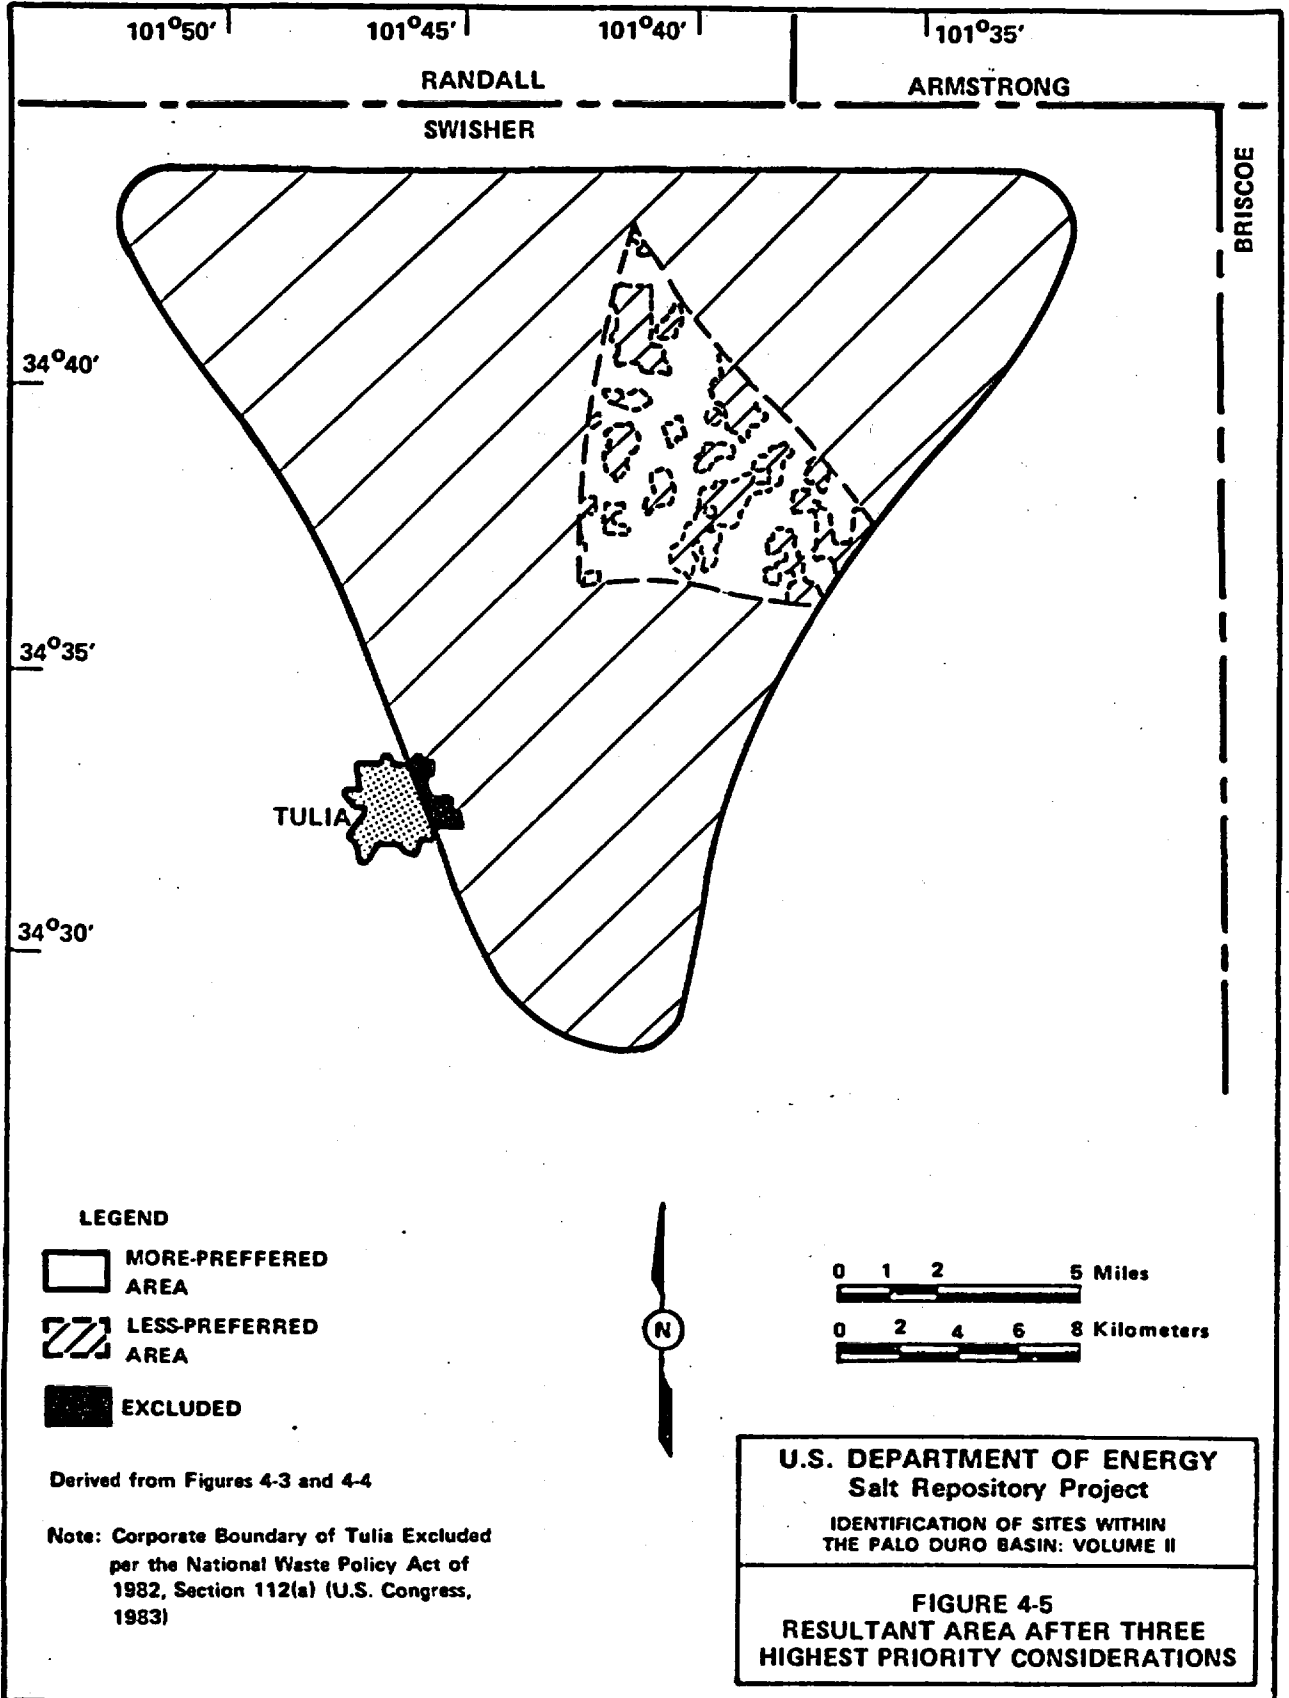 101°50′
101°45′
101°40′
101°35′
RANDALL
ARMSTRONG
SWISHER
BRISCOE
34°40′
34°35′
TULIA
34°30′
LEGEND
MORE-PREFFERED
AREA
LESS-PREFERRED
AREA
EXCLUDED
N
0 1 2 5 Miles
0 2 4 6 8 Kilometers
Derived from Figures 4-3 and 4-4
Note: Corporate Boundary of Tulia Excluded
per the National Waste Policy Act of
1982, Section 112(a) (U.S. Congress,
1983)
U.S. DEPARTMENT OF ENERGY
Salt Repository Project
IDENTIFICATION OF SITES WITHIN
THE PALO DURO BASIN: VOLUME II
FIGURE 4-5
RESULTANT AREA AFTER THREE
HIGHEST PRIORITY CONSIDERATIONS